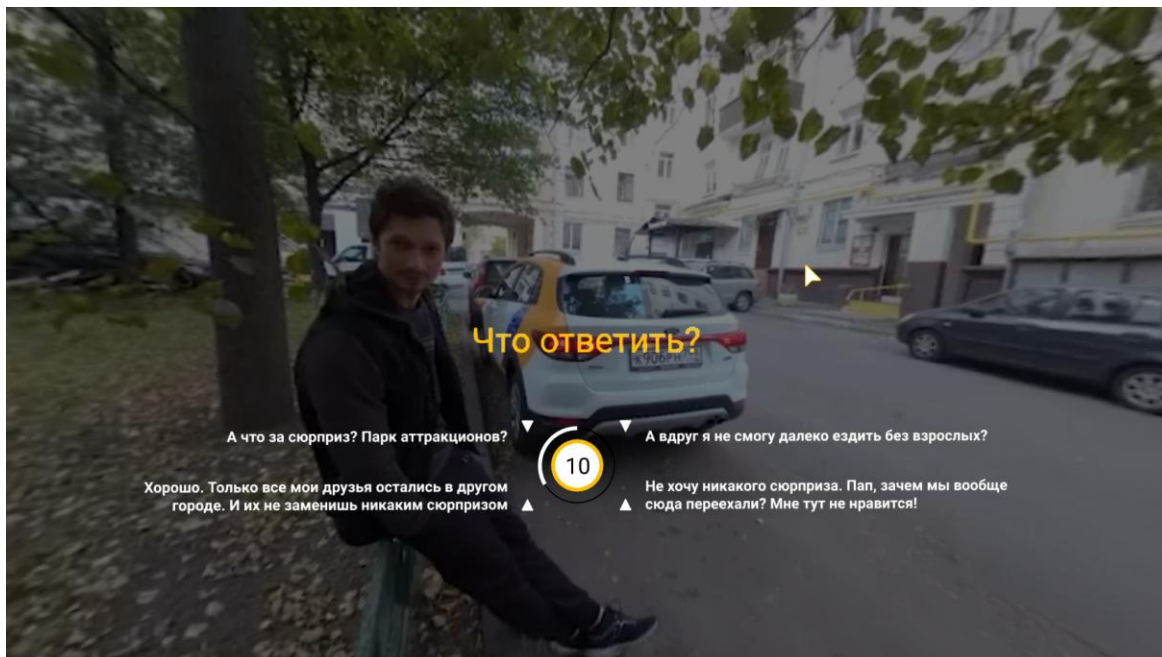 Что ответить?
А что за сюрприз? Парк аттракционов?
А вдруг я не смогу далеко ездить без взрослых?
10
Хорошо. Только все мои друзья остались в другом
городе. И их не заменишь никаким сюрпризом
Не хочу никакого сюрприза. Пап, зачем мы вообще
сюда переехали? Мне тут не нравится!